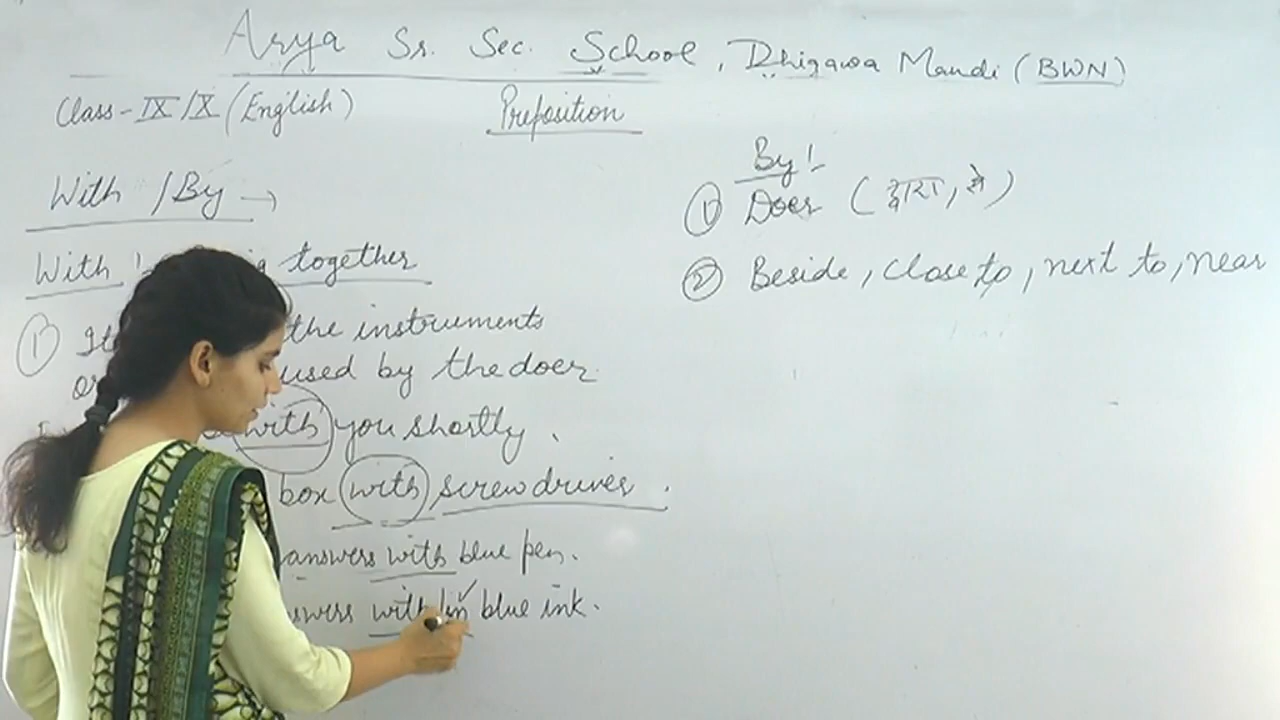 Arya Sr. Sec. School, Dhigawa Mandi (BWN)
Class-IX/X (English)
Preposition
With / By →
With together
① It the instruments
used by the doer
with you shortly.
box with screwdriver.
answers with blue pen.
with/in blue ink.
By!
① Doer (द्वारा, से)
② Beside, close to, next to, near